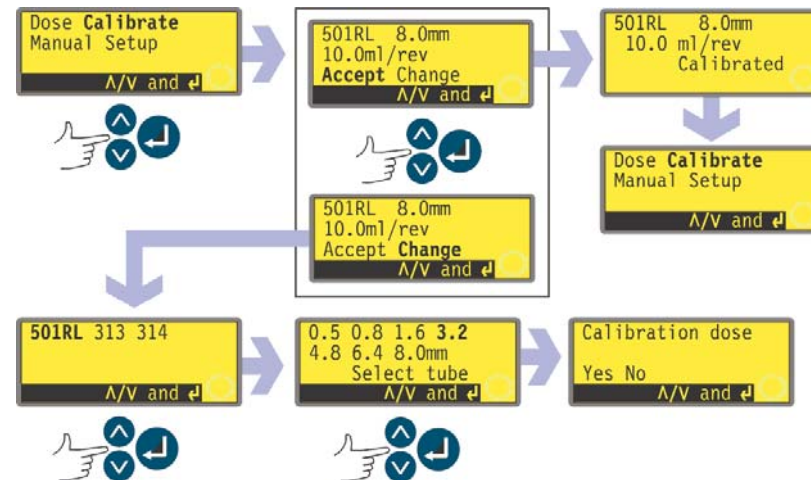 Dose Calibrate
Manual Setup
Λ/V and ↲
501RL 8.0mm
10.0ml/rev
Accept Change
Λ/V and ↲
501RL 8.0mm
10.0 ml/rev
Calibrated
Dose Calibrate
Manual Setup
Λ/V and ↲
501RL 8.0mm
10.0ml/rev
Accept Change
Λ/V and ↲
501RL 313 314
Λ/V and ↲
0.5 0.8 1.6 3.2
4.8 6.4 8.0mm
Select tube
Λ/V and ↲
Calibration dose
Yes No
Λ/V and ↲